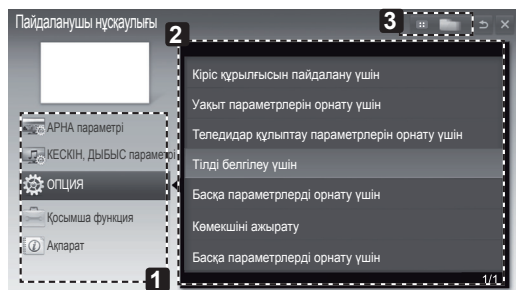 Пайдаланушы нұсқаулығы
3
2
АРНА параметрі
КЕСКІН, ДЫБЫС параметрі
ОПЦИЯ
Қосымша функция
Ақпарат
1
Кіріс құрылғысын пайдалану үшін
Уақыт параметрлерін орнату үшін
Теледидар құлыптау параметрлерін орнату үшін
Тілді белгілеу үшін
Басқа параметрлерді орнату үшін
Көмекшіні ажырату
Басқа параметрлерді орнату үшін
1/1